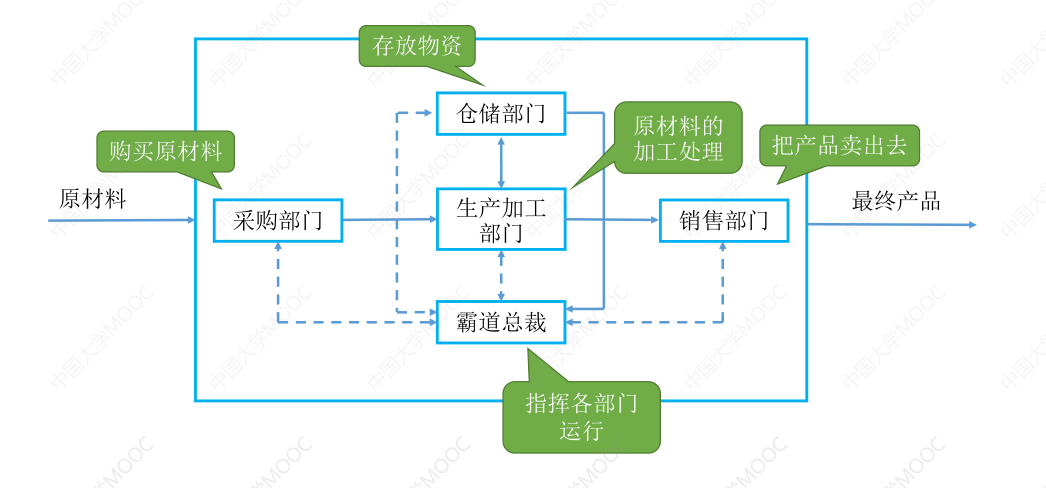 存放物资
仓储部门
原材料的
加工处理
购买原材料
把产品卖出去
原材料
采购部门
生产加工
部门
销售部门
最终产品
霸道总裁
指挥各部门
运行
中国大学MOOC